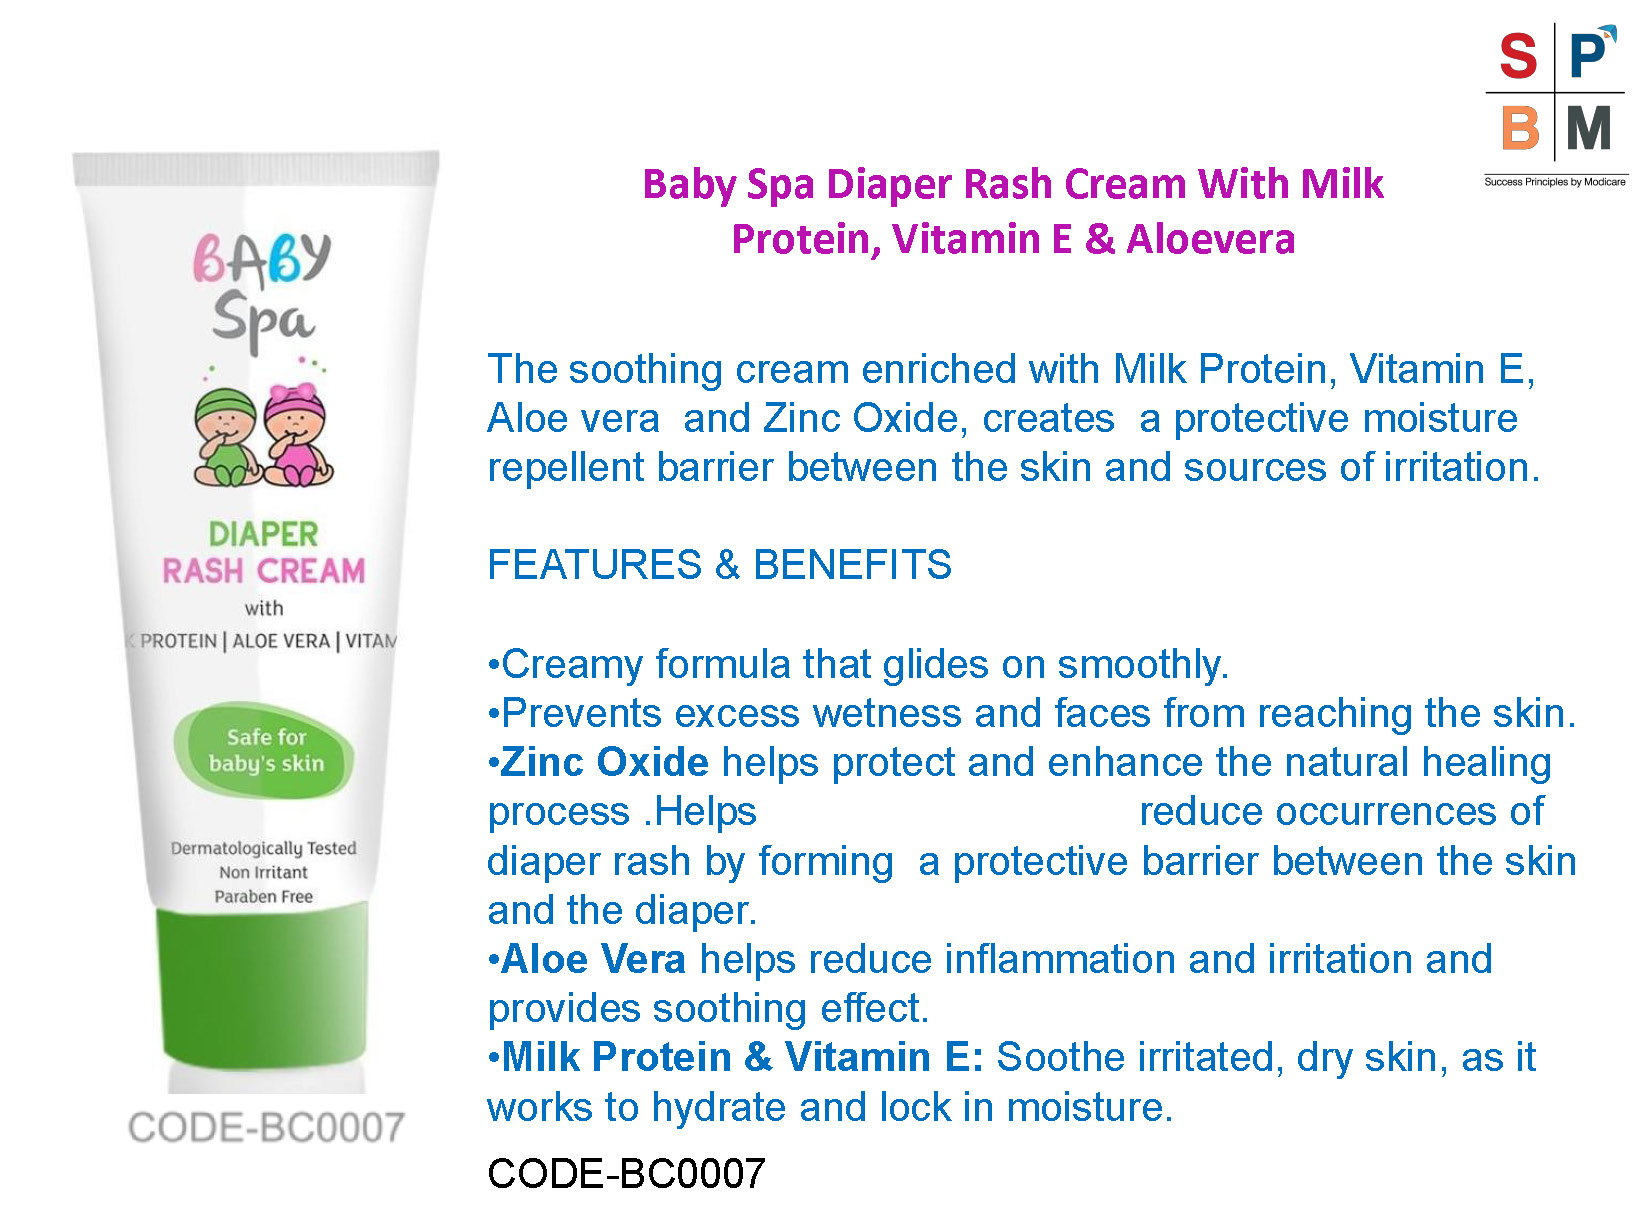 S P
B M
Success Principles by Modicare
Baby Spa Diaper Rash Cream With Milk
Protein, Vitamin E & Aloevera
BABY
Spa
DIAPER
RASH CREAM
with
K PROTEIN | ALOE VERA | VITAM
Safe for
baby's skin
Dermatologically Tested
Non Irritant
Paraben Free
CODE-BC0007
The soothing cream enriched with Milk Protein, Vitamin E,
Aloe vera and Zinc Oxide, creates a protective moisture
repellent barrier between the skin and sources of irritation.
FEATURES & BENEFITS
•Creamy formula that glides on smoothly.
•Prevents excess wetness and faces from reaching the skin.
•Zinc Oxide helps protect and enhance the natural healing
process .Helps reduce occurrences of
diaper rash by forming a protective barrier between the skin
and the diaper.
•Aloe Vera helps reduce inflammation and irritation and
provides soothing effect.
•Milk Protein & Vitamin E: Soothe irritated, dry skin, as it
works to hydrate and lock in moisture.
CODE-BC0007